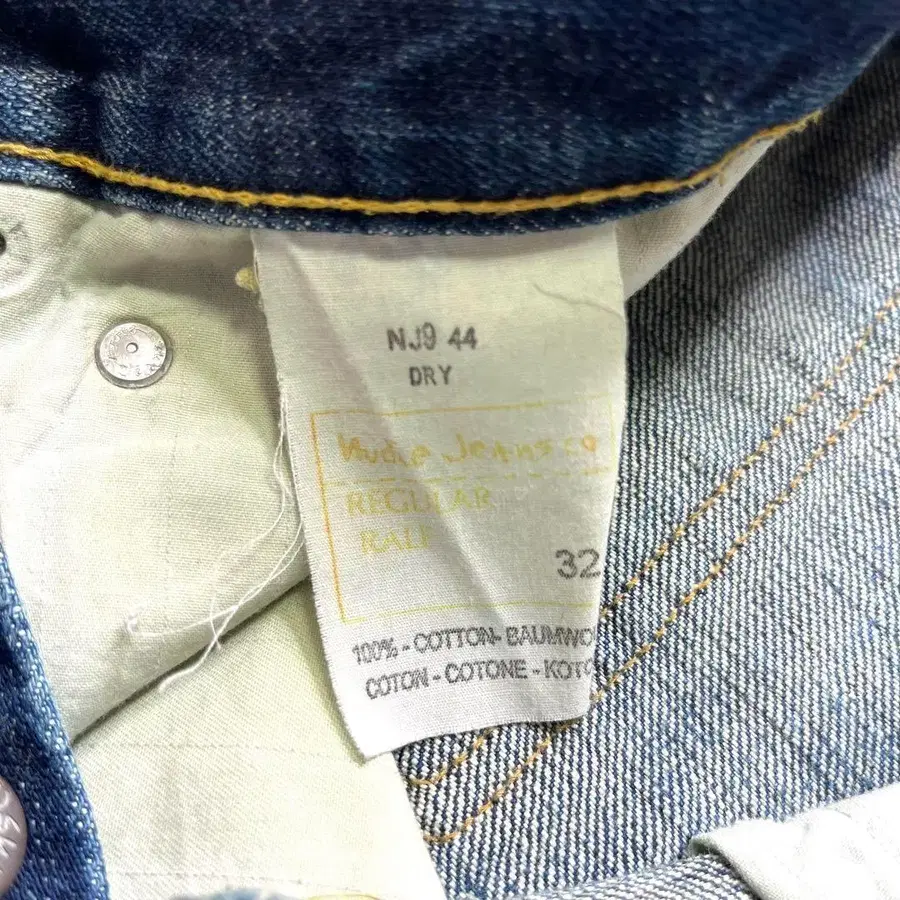 NJ9 44
DRY
Nudie Jeans co
REGULAR
RALF
32
100% - COTTON - BAUMWO
COTON - COTONE - KOTO